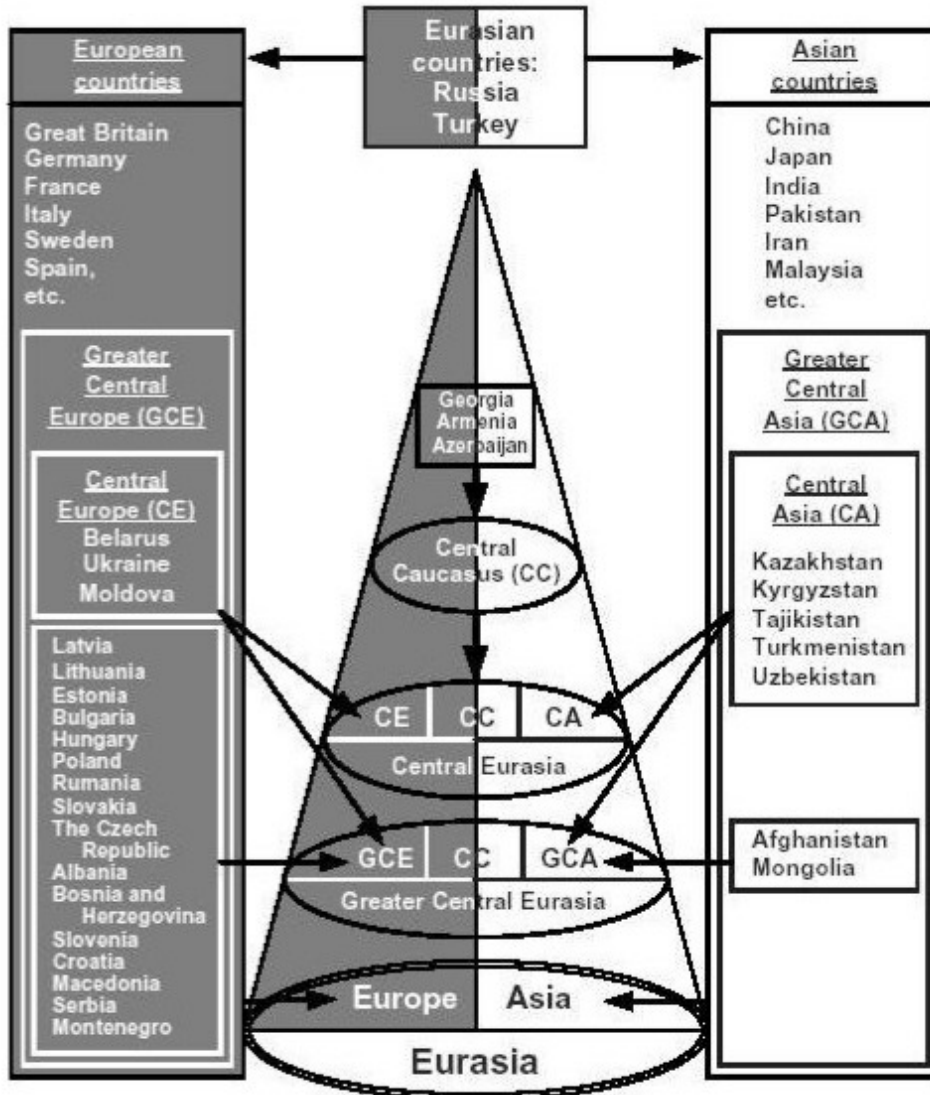 European
countries
Great Britain
Germany
France
Italy
Sweden
Spain,
etc.
Greater
Central
Europe (GCE)
Central
Europe (CE)
Belarus
Ukraine
Moldova
Latvia
Lithuania
Estonia
Bulgaria
Hungary
Poland
Rumania
Slovakia
The Czech
Republic
Albania
Bosnia and
Herzegovina
Slovenia
Croatia
Macedonia
Serbia
Montenegro
Eurasian
countries:
Russia
Turkey
Georgia
Armenia
Azerbaijan
Central
Caucasus (CC)
CE CC CA
Central Eurasia
GCE CC GCA
Greater Central Eurasia
Europe Asia
Eurasia
Asian
countries
China
Japan
India
Pakistan
Iran
Malaysia
etc.
Greater
Central
Asia (GCA)
Central
Asia (CA)
Kazakhstan
Kyrgyzstan
Tajikistan
Turkmenistan
Uzbekistan
Afghanistan
Mongolia